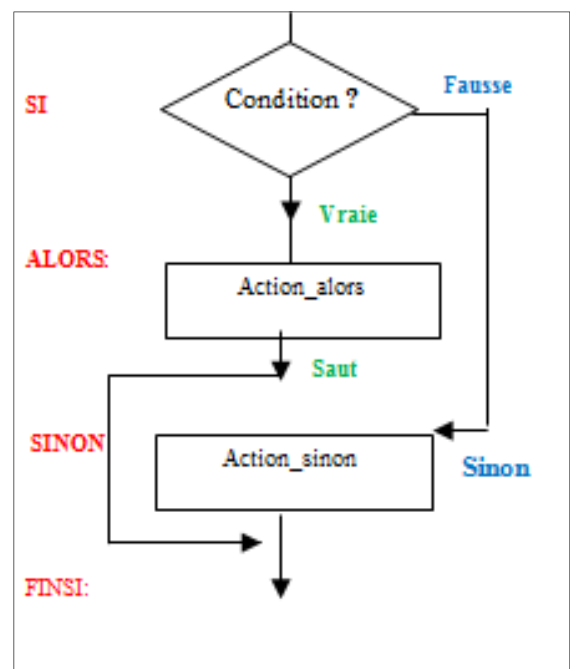 Condition ?
Fausse
SI
Vraie
ALORS:
Action_alors
Saut
SINON
Action_sinon
Sinon
FINSI: